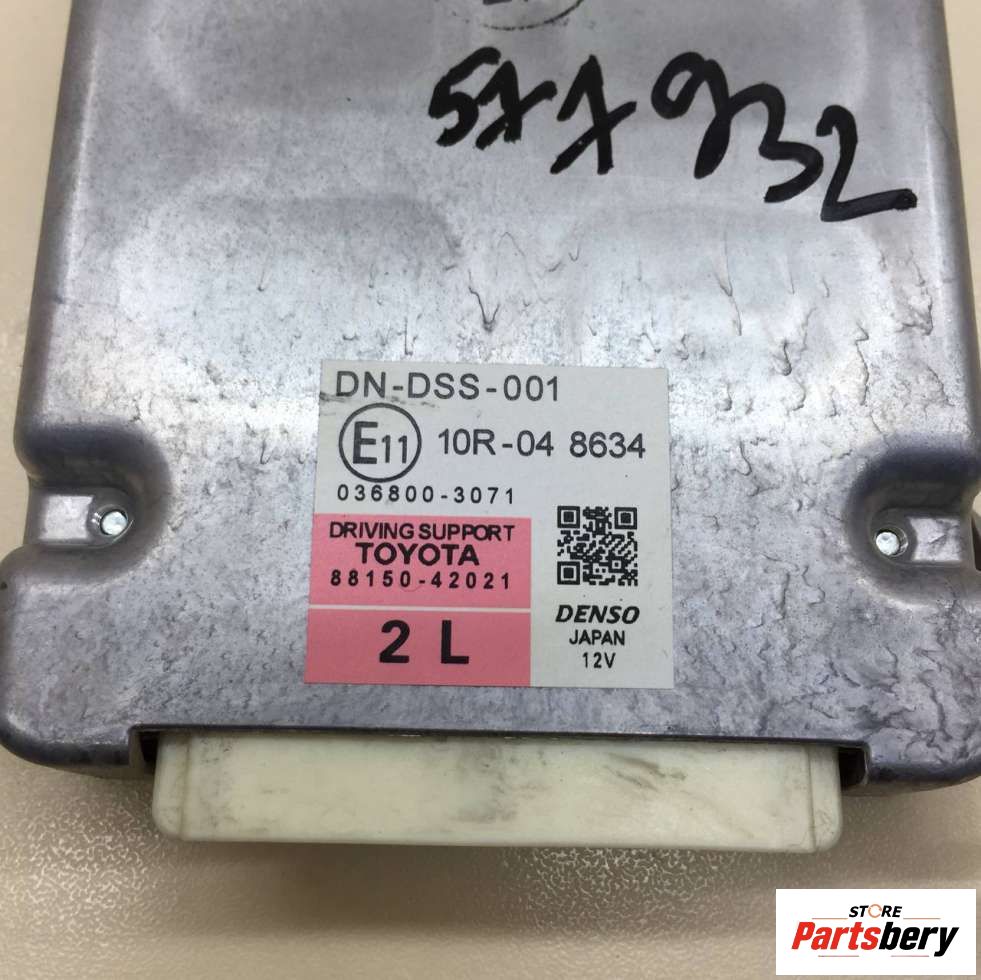 577932
DN-DSS-001
E11 10R-04 8634
036800-3071
DRIVING SUPPORT
TOYOTA
88150-42021
2 L
DENSO
JAPAN
12V
STORE
Partsbery